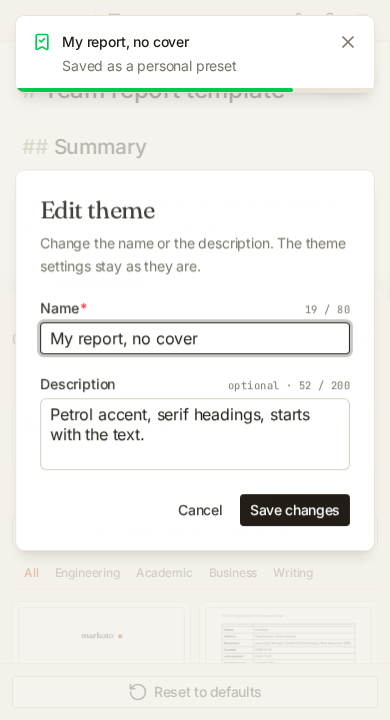 My report, no cover
Saved as a personal preset
# Team report template
## Summary
Edit theme
Change the name or the description. The theme
settings stay as they are.
Name*
19 / 80
My report, no cover
Description
optional · 52 / 200
Petrol accent, serif headings, starts
with the text.
Cancel
Save changes
All
Engineering
Academic
Business
Writing
markoto
Reset to defaults